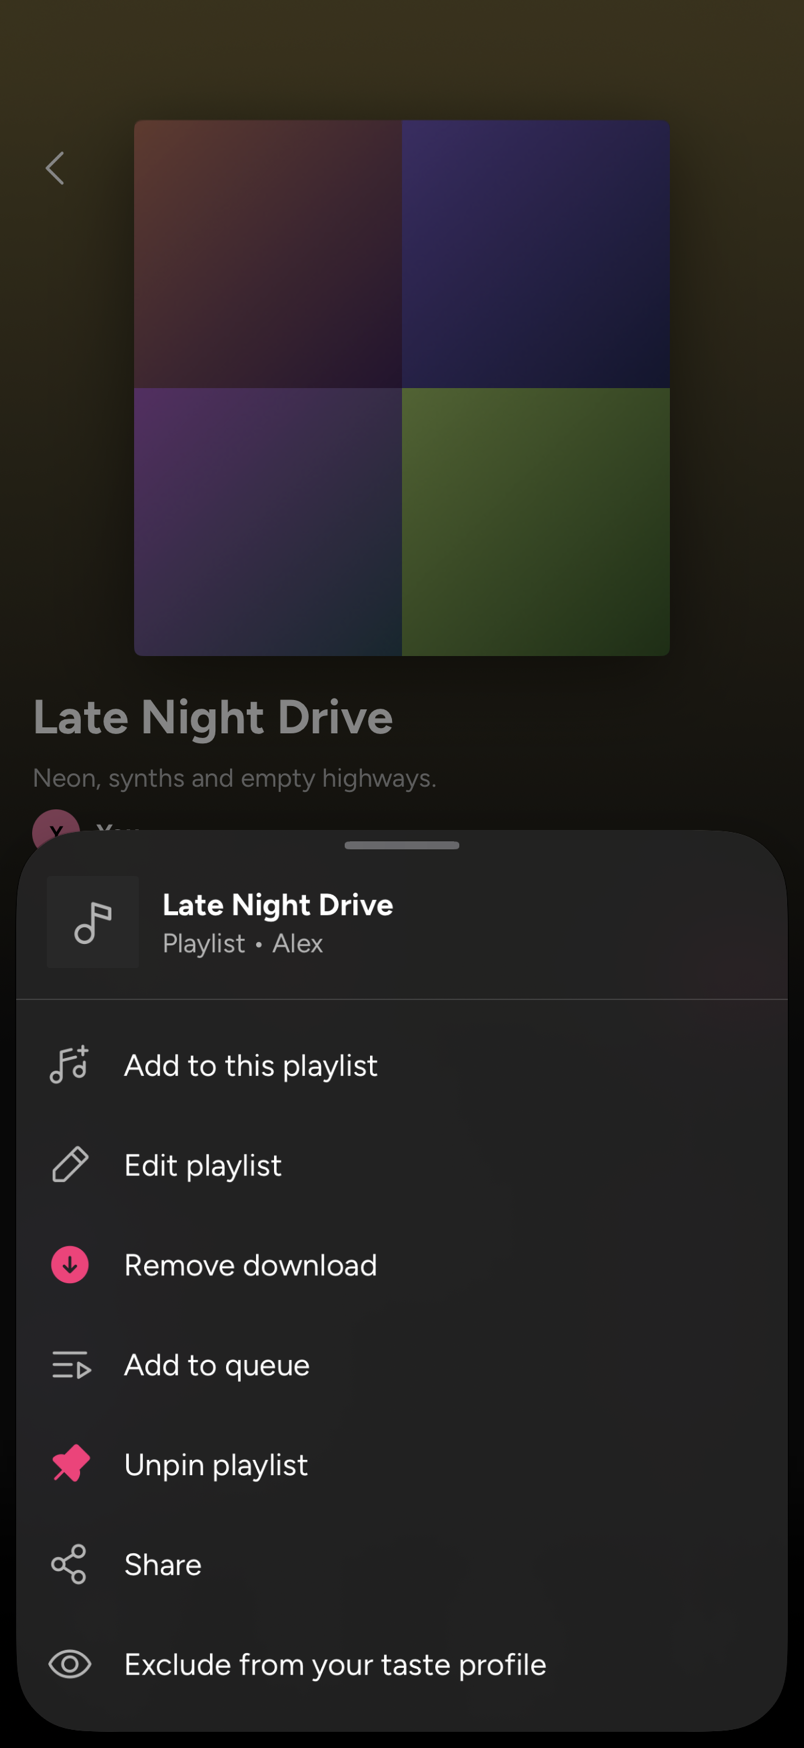 Late Night Drive
Neon, synths and empty highways.
Late Night Drive
Playlist • Alex
Add to this playlist
Edit playlist
Remove download
Add to queue
Unpin playlist
Share
Exclude from your taste profile